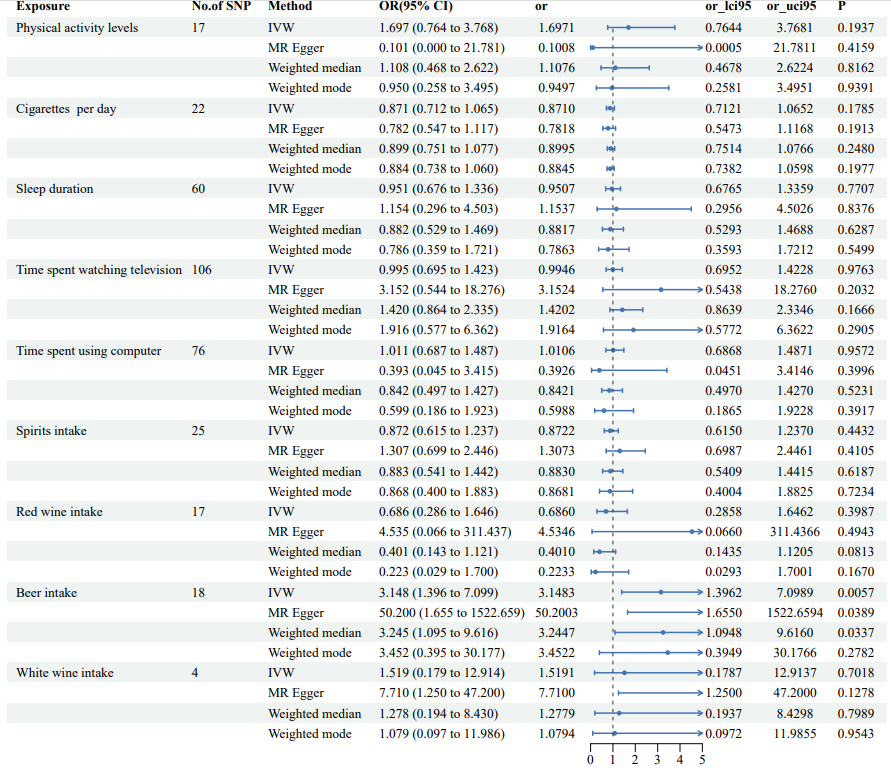 Exposure No.of SNP Method OR(95% CI) or or_lci95 or_uci95 P
Physical activity levels 17 IVW 1.697 (0.764 to 3.768) 1.6971 0.7644 3.7681 0.1937
MR Egger 0.101 (0.000 to 21.781) 0.1008 0.0005 21.7811 0.4159
Weighted median 1.108 (0.468 to 2.622) 1.1076 0.4678 2.6224 0.8162
Weighted mode 0.950 (0.258 to 3.495) 0.9497 0.2581 3.4951 0.9391
Cigarettes per day 22 IVW 0.871 (0.712 to 1.065) 0.8710 0.7121 1.0652 0.1785
MR Egger 0.782 (0.547 to 1.117) 0.7818 0.5473 1.1168 0.1913
Weighted median 0.899 (0.751 to 1.077) 0.8995 0.7514 1.0766 0.2480
Weighted mode 0.884 (0.738 to 1.060) 0.8845 0.7382 1.0598 0.1977
Sleep duration 60 IVW 0.951 (0.676 to 1.336) 0.9507 0.6765 1.3359 0.7707
MR Egger 1.154 (0.296 to 4.503) 1.1537 0.2956 4.5026 0.8376
Weighted median 0.882 (0.529 to 1.469) 0.8817 0.5293 1.4688 0.6287
Weighted mode 0.786 (0.359 to 1.721) 0.7863 0.3593 1.7212 0.5499
Time spent watching television 106 IVW 0.995 (0.695 to 1.423) 0.9946 0.6952 1.4228 0.9763
MR Egger 3.152 (0.544 to 18.276) 3.1524 0.5438 18.2760 0.2032
Weighted median 1.420 (0.864 to 2.335) 1.4202 0.8639 2.3346 0.1666
Weighted mode 1.916 (0.577 to 6.362) 1.9164 0.5772 6.3622 0.2905
Time spent using computer 76 IVW 1.011 (0.687 to 1.487) 1.0106 0.6868 1.4871 0.9572
MR Egger 0.393 (0.045 to 3.415) 0.3926 0.0451 3.4146 0.3996
Weighted median 0.842 (0.497 to 1.427) 0.8421 0.4970 1.4270 0.5231
Weighted mode 0.599 (0.186 to 1.923) 0.5988 0.1865 1.9228 0.3917
Spirits intake 25 IVW 0.872 (0.615 to 1.237) 0.8722 0.6150 1.2370 0.4432
MR Egger 1.307 (0.699 to 2.446) 1.3073 0.6987 2.4461 0.4105
Weighted median 0.883 (0.541 to 1.442) 0.8830 0.5409 1.4415 0.6187
Weighted mode 0.868 (0.400 to 1.883) 0.8681 0.4004 1.8825 0.7234
Red wine intake 17 IVW 0.686 (0.286 to 1.646) 0.6860 0.2858 1.6462 0.3987
MR Egger 4.535 (0.066 to 311.437) 4.5346 0.0660 311.4366 0.4943
Weighted median 0.401 (0.143 to 1.121) 0.4010 0.1435 1.1205 0.0813
Weighted mode 0.223 (0.029 to 1.700) 0.2233 0.0293 1.7001 0.1670
Beer intake 18 IVW 3.148 (1.396 to 7.099) 3.1483 1.3962 7.0989 0.0057
MR Egger 50.200 (1.655 to 1522.659) 50.2003 1.6550 1522.6594 0.0389
Weighted median 3.245 (1.095 to 9.616) 3.2447 1.0948 9.6160 0.0337
Weighted mode 3.452 (0.395 to 30.177) 3.4522 0.3949 30.1766 0.2782
White wine intake 4 IVW 1.519 (0.179 to 12.914) 1.5191 0.1787 12.9137 0.7018
MR Egger 7.710 (1.250 to 47.200) 7.7100 1.2500 47.2000 0.1278
Weighted median 1.278 (0.194 to 8.430) 1.2779 0.1937 8.4298 0.7989
Weighted mode 1.079 (0.097 to 11.986) 1.0794 0.0972 11.9855 0.9543
0 1 2 3 4 5